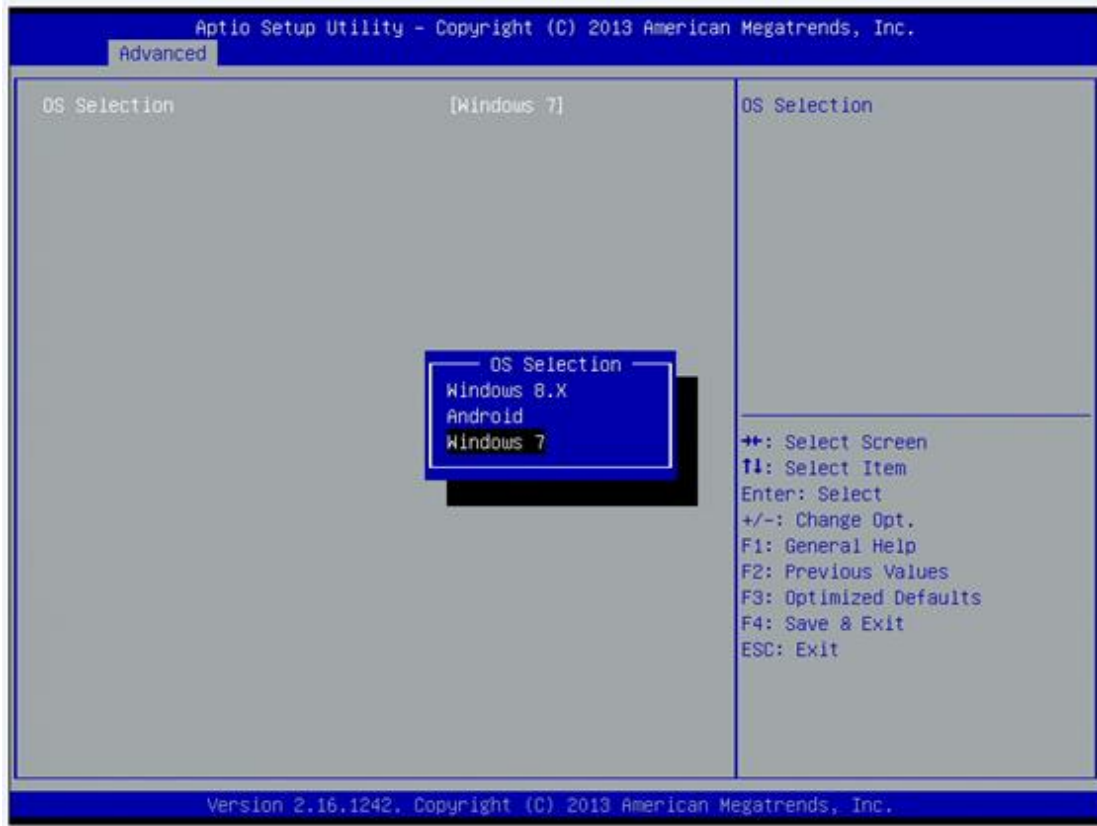 Aptio Setup Utility – Copyright (C) 2013 American Megatrends, Inc.
Advanced
OS Selection [Windows 7]
OS Selection
OS Selection
Windows 8.X
Android
Windows 7
→←: Select Screen
↑↓: Select Item
Enter: Select
+/-: Change Opt.
F1: General Help
F2: Previous Values
F3: Optimized Defaults
F4: Save & Exit
ESC: Exit
Version 2.16.1242. Copyright (C) 2013 American Megatrends, Inc.